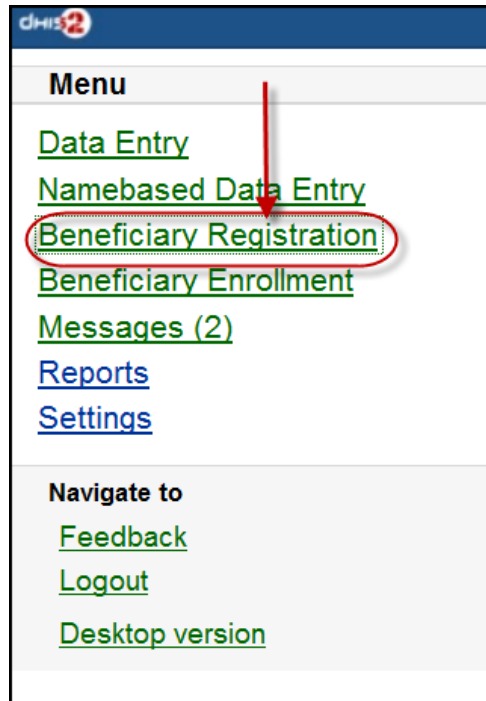 dHIS2
Menu
Data Entry
Namebased Data Entry
Beneficiary Registration
Beneficiary Enrollment
Messages (2)
Reports
Settings
Navigate to
Feedback
Logout
Desktop version